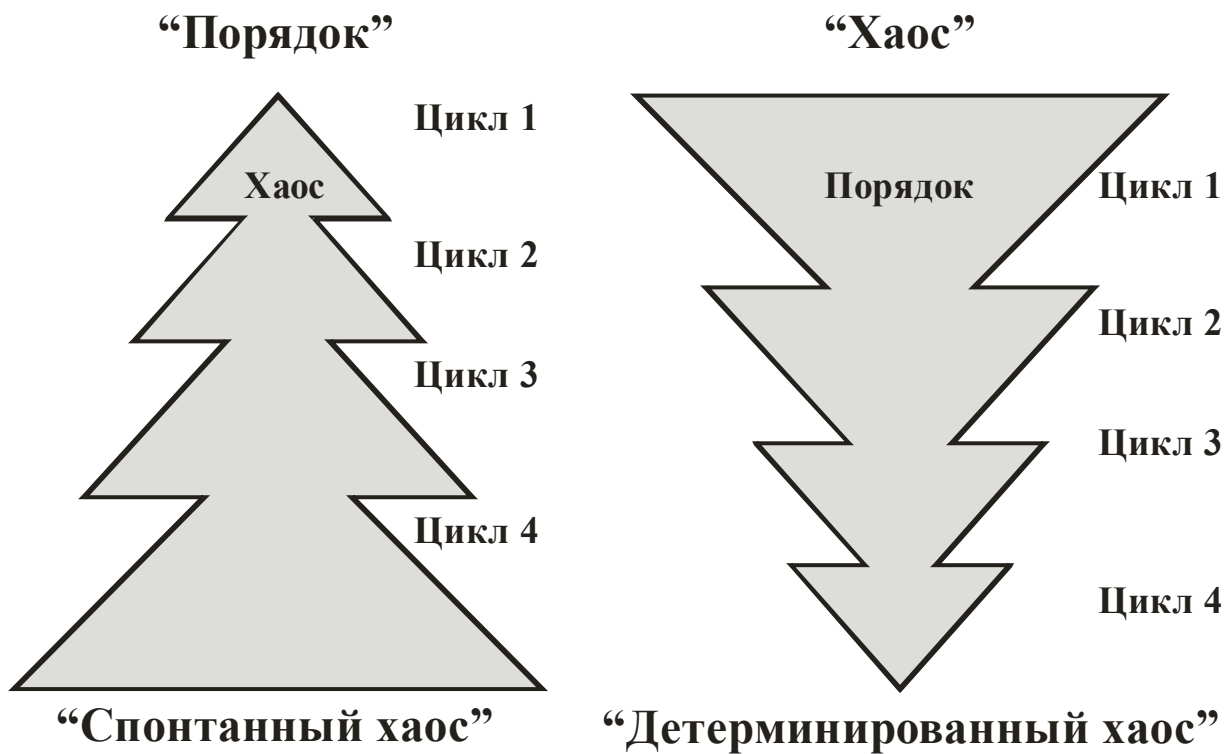 “Порядок”
Цикл 1
Хаос
Цикл 2
Цикл 3
Цикл 4
“Спонтанный хаос”
“Хаос”
Порядок
Цикл 1
Цикл 2
Цикл 3
Цикл 4
“Детерминированный хаос”